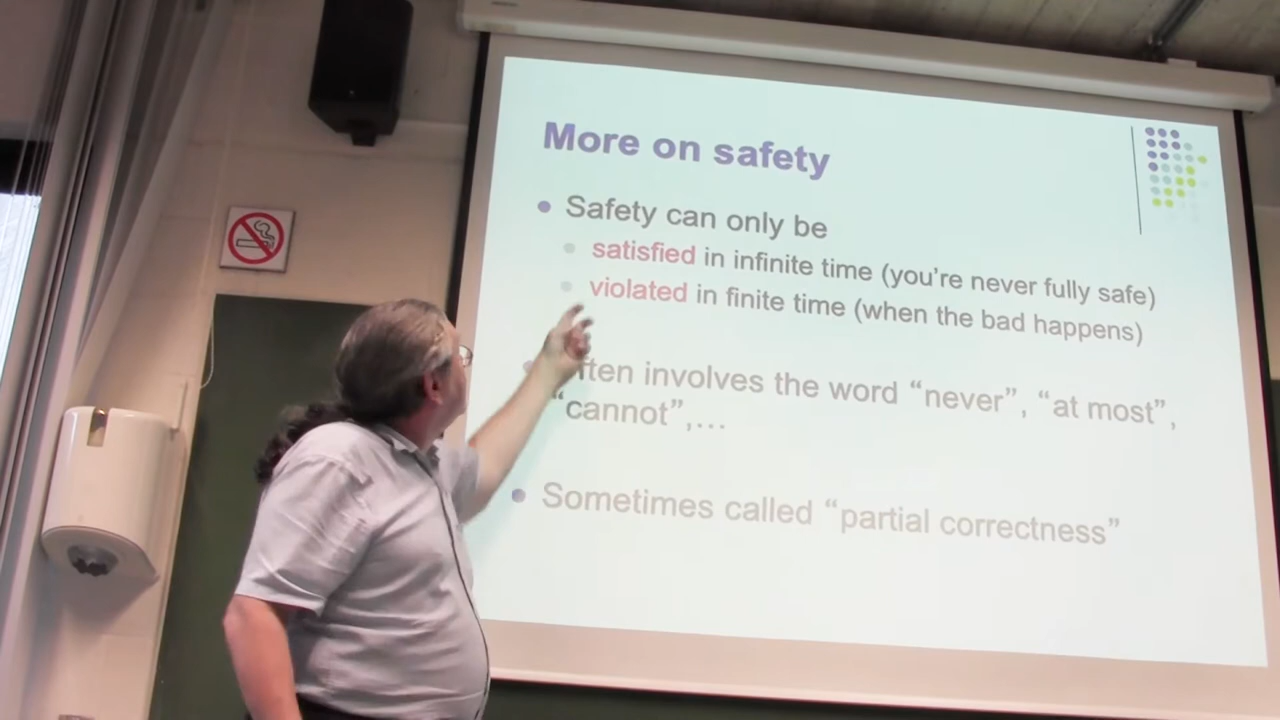 More on safety
Safety can only be
satisfied in infinite time (you're never fully safe)
violated in finite time (when the bad happens)
ften involves the word “never”, “at most”,
“cannot”,…
Sometimes called “partial correctness”